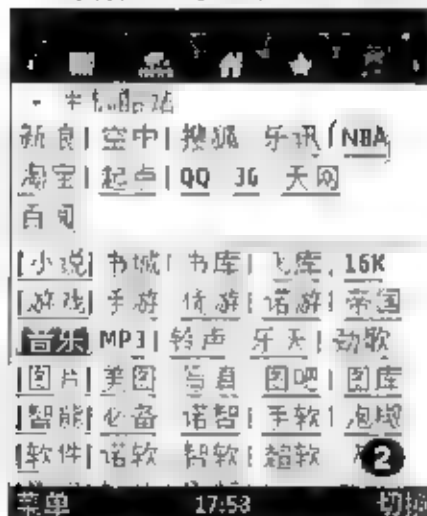 新浪|空中|搜狐 乐讯|NBA
淘宝|起点|QQ 3G 天网
百度
[小说] 书城|书库|飞库 16K
[游戏] 手游 诺游 帝国
[音乐] MP3|铃声 乐天|劲歌
[图片] 美图 写真 图吧|图库
[智能] 必备 诺智 手软 泡椒
[软件] 诺软 智软 超软
2
菜单 17:53 切换